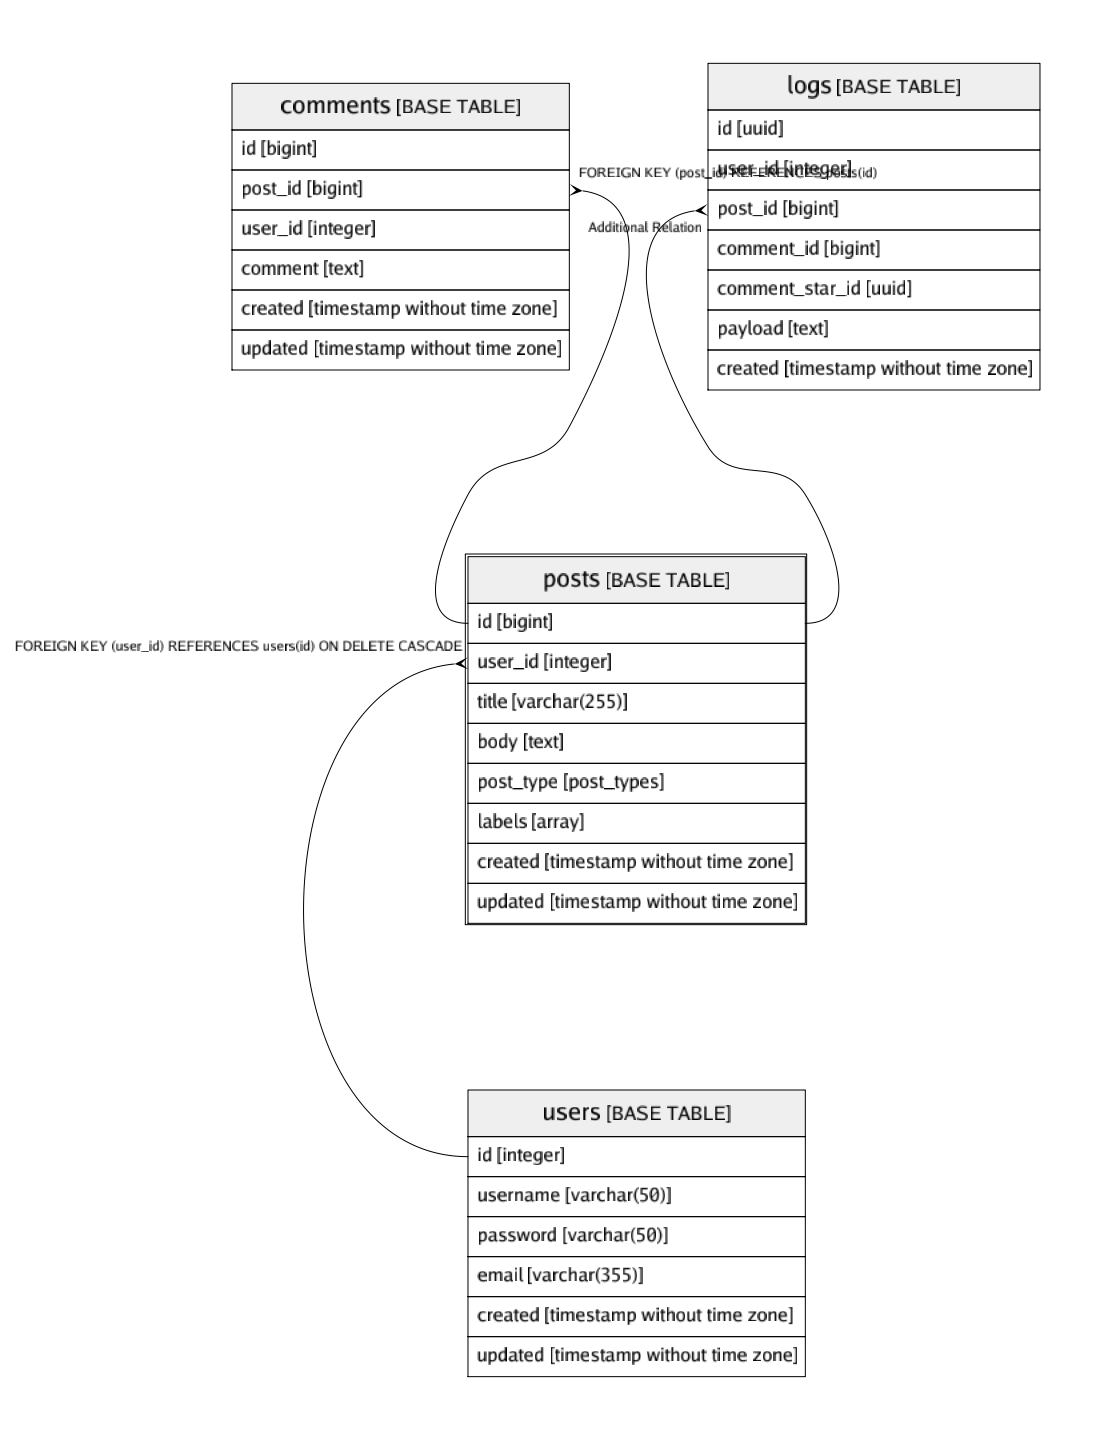 comments [BASE TABLE]
id [bigint]
post_id [bigint]
user_id [integer]
comment [text]
created [timestamp without time zone]
updated [timestamp without time zone]
logs [BASE TABLE]
id [uuid]
user_id [integer]
post_id [bigint]
comment_id [bigint]
comment_star_id [uuid]
payload [text]
created [timestamp without time zone]
FOREIGN KEY (post_id) REFERENCES posts(id)
Additional Relation
posts [BASE TABLE]
id [bigint]
user_id [integer]
title [varchar(255)]
body [text]
post_type [post_types]
labels [array]
created [timestamp without time zone]
updated [timestamp without time zone]
FOREIGN KEY (user_id) REFERENCES users(id) ON DELETE CASCADE
users [BASE TABLE]
id [integer]
username [varchar(50)]
password [varchar(50)]
email [varchar(355)]
created [timestamp without time zone]
updated [timestamp without time zone]